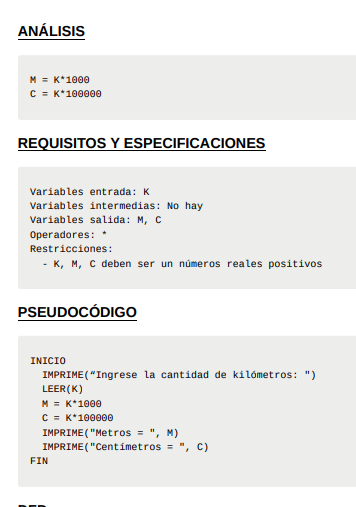 ANÁLISIS
M = K*1000
C = K*100000
REQUISITOS Y ESPECIFICACIONES
Variables entrada: K
Variables intermedias: No hay
Variables salida: M, C
Operadores: *
Restricciones:
- K, M, C deben ser un números reales positivos
PSEUDOCÓDIGO
INICIO
IMPRIME(“Ingrese la cantidad de kilómetros: ")
LEER(K)
M = K*1000
C = K*100000
IMPRIME("Metros = ", M)
IMPRIME("Centímetros = ", C)
FIN